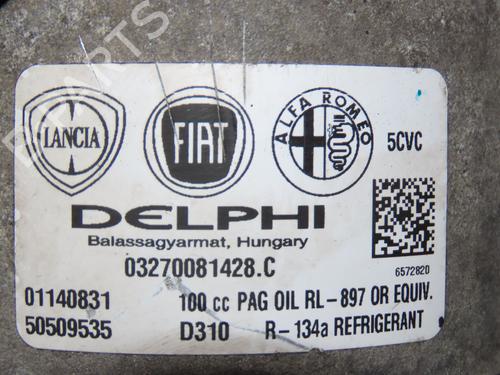 LANCIA FIAT ALFA ROMEO 5CVC
DELPHI
Balassagyarmat, Hungary
03270081428.C 6572820
01140831 100 cc PAG OIL RL-897 OR EQUIV.
50509535 D310 R-134a REFRIGERANT